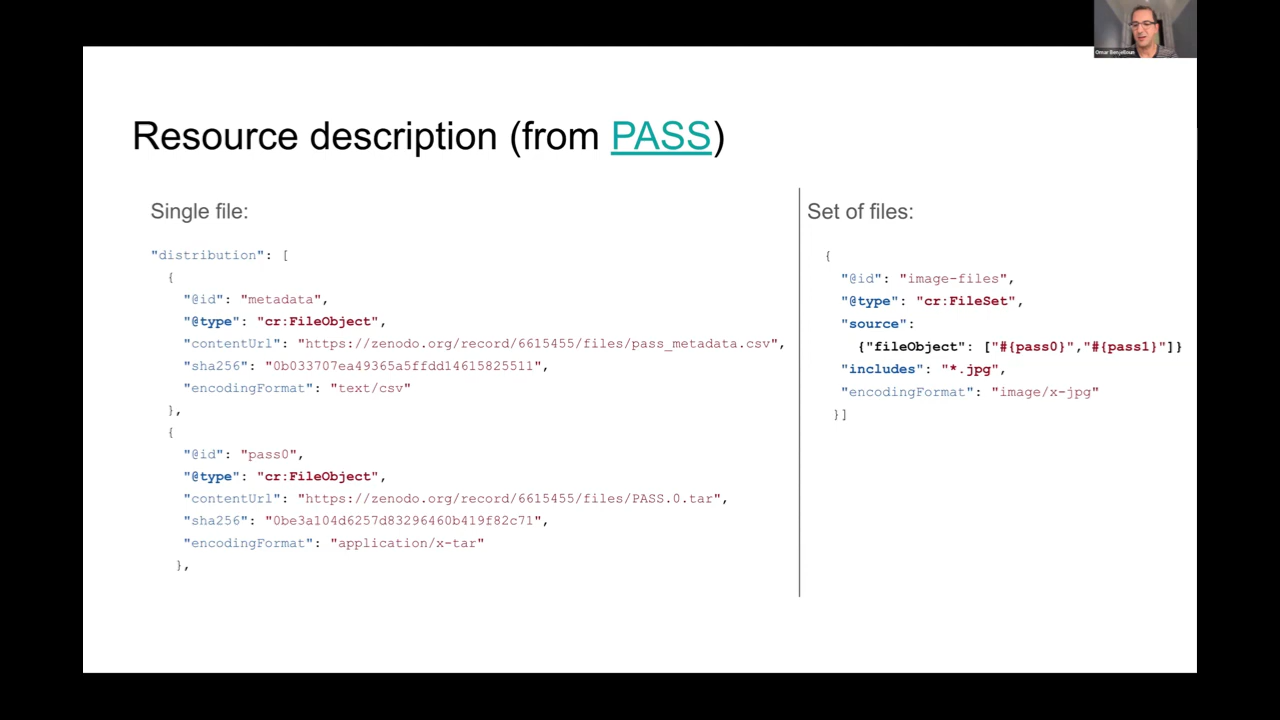 Omar Benjelloun
Resource description (from PASS)
Single file:
"distribution": [
{
"@id": "metadata",
"@type": "cr:FileObject",
"contentUrl": "https://zenodo.org/record/6615455/files/pass_metadata.csv",
"sha256": "0b033707ea49365a5ffdd14615825511",
"encodingFormat": "text/csv"
},
{
"@id": "pass0",
"@type": "cr:FileObject",
"contentUrl": "https://zenodo.org/record/6615455/files/PASS.0.tar",
"sha256": "0be3a104d6257d83296460b419f82c71",
"encodingFormat": "application/x-tar"
},
Set of files:
{
"@id": "image-files",
"@type": "cr:FileSet",
"source":
{"fileObject": ["#{pass0}","#{pass1}"]}
"includes": "*.jpg",
"encodingFormat": "image/x-jpg"
}]